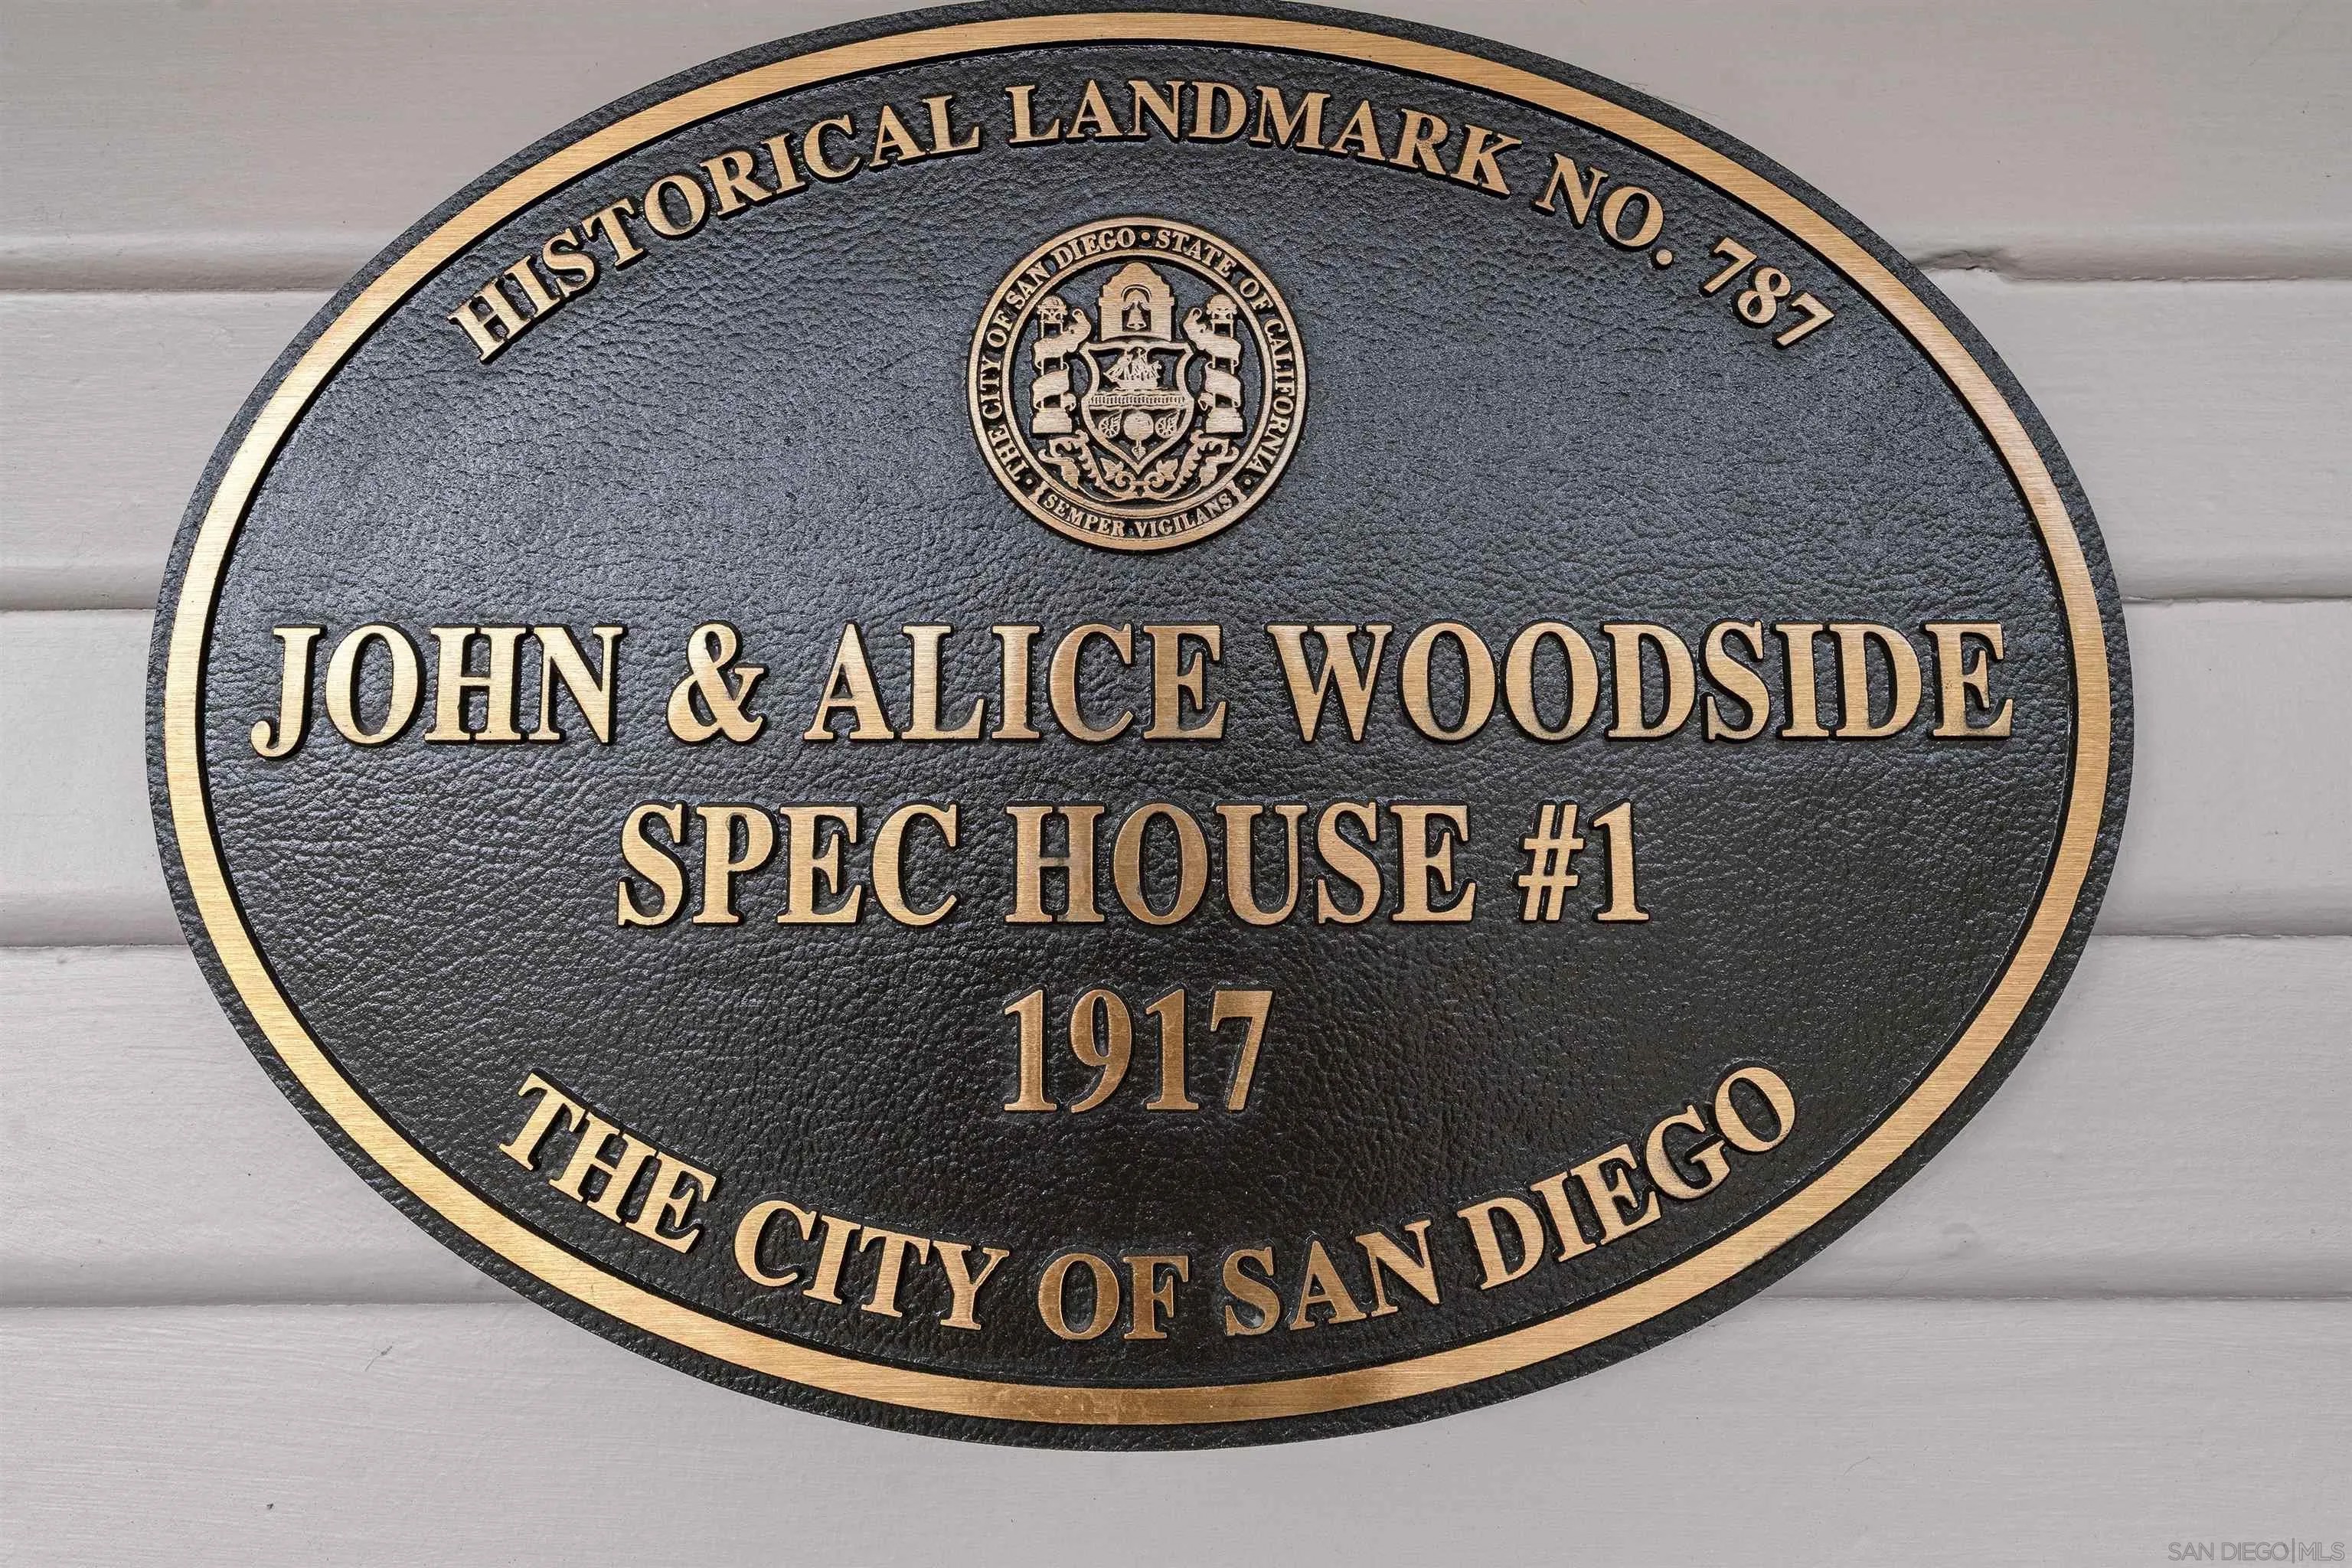 HISTORICAL LANDMARK NO. 787
THE CITY OF SAN DIEGO • STATE OF CALIFORNIA
SEMPER VIGILANS
JOHN & ALICE WOODSIDE
SPEC HOUSE #1
1917
THE CITY OF SAN DIEGO
SAN DIEGO|MLS